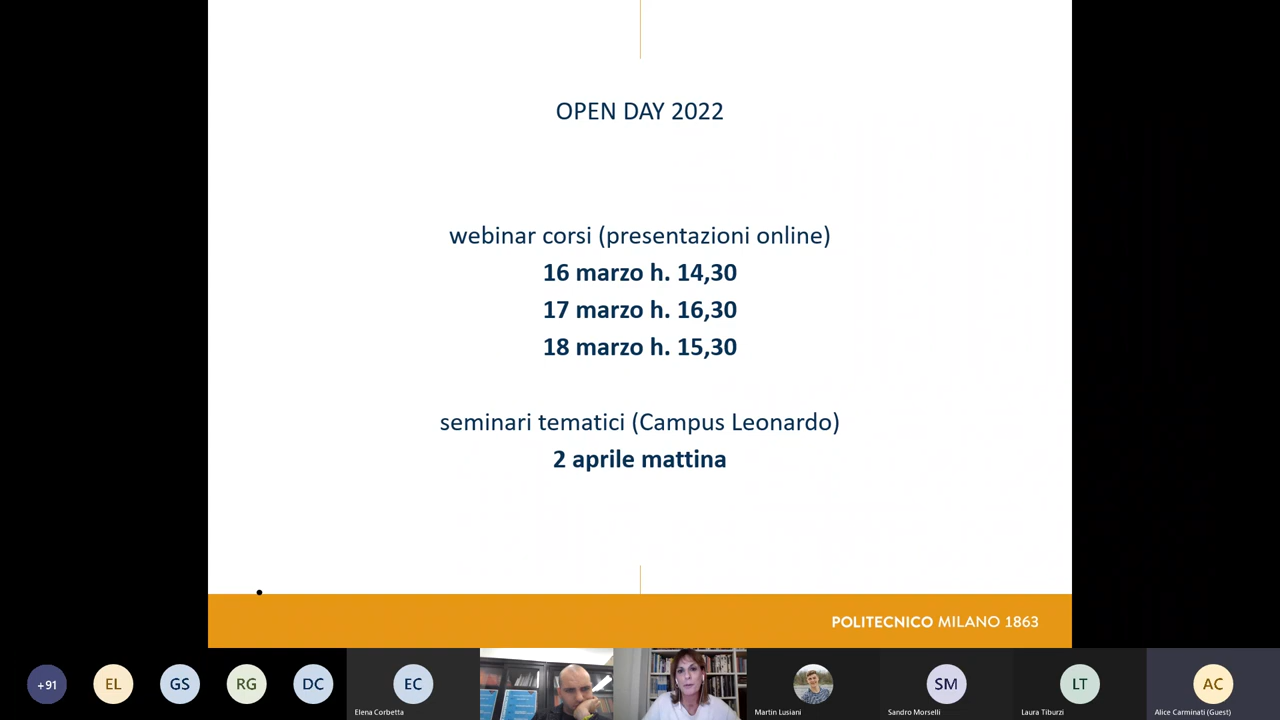 OPEN DAY 2022
webinar corsi (presentazioni online)
16 marzo h. 14,30
17 marzo h. 16,30
18 marzo h. 15,30
seminari tematici (Campus Leonardo)
2 aprile mattina
POLITECNICO MILANO 1863
+91
EL
GS
RG
DC
EC
SM
LT
AC
Elena Corbetta
Martin Lusiani
Sandro Morselli
Laura Tiburzi
Alice Carminati (Guest)